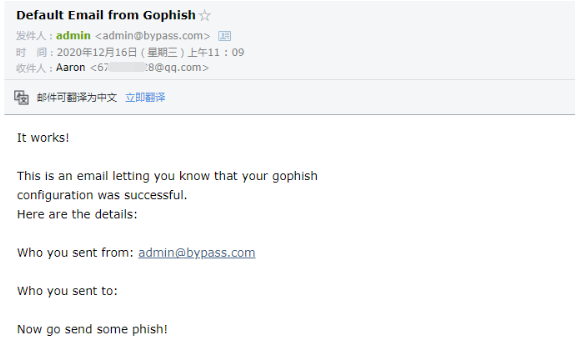 Default Email from Gophish
发件人：admin <admin@bypass.com>
时 间：2020年12月16日（星期三）上午11：09
收件人：Aaron <67 8@qq.com>
邮件可翻译为中文 立即翻译
It works!
This is an email letting you know that your gophish
configuration was successful.
Here are the details:
Who you sent from: admin@bypass.com
Who you sent to:
Now go send some phish!